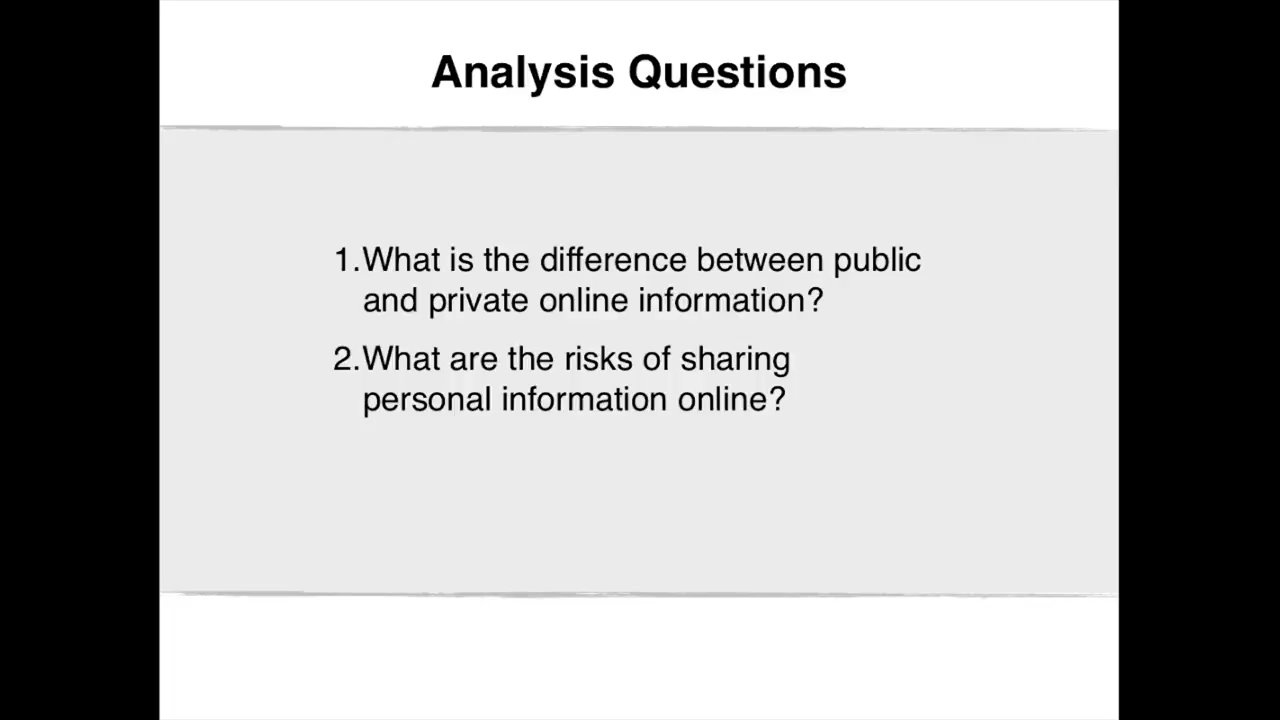 Analysis Questions
1.What is the difference between public
and private online information?
2.What are the risks of sharing
personal information online?